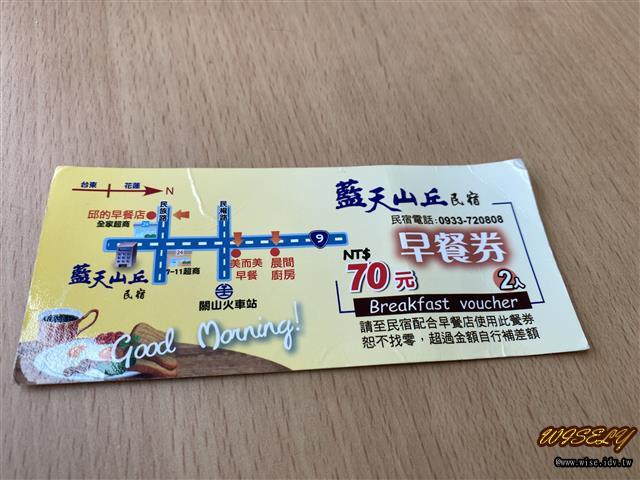 台東 花蓮 N
邱的早餐店
全家超商
24
民族路
民權路
9
24
7-11超商
藍天山丘
民宿
美而美
早餐
晨間
廚房
關山火車站
Good Morning!
藍天山丘民宿
民宿電話:0933-720808
早餐券
NT$
70元
2人
Breakfast voucher
請至民宿配合早餐店使用此餐券
恕不找零,超過金額自行補差額
WISELY
@www.wise.idv.tw